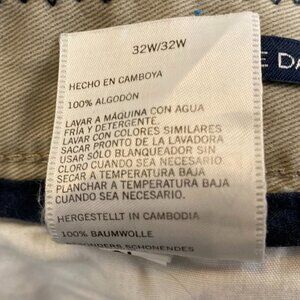 32W/32W
HECHO EN CAMBOYA
100% ALGODÓN
LAVAR A MÁQUINA CON AGUA
FRÍA Y DETERGENTE.
LAVAR CON COLORES SIMILARES
SACAR PRONTO DE LA LAVADORA
USAR SÓLO BLANQUEADOR SIN
CLORO CUANDO SEA NECESARIO.
SECAR A TEMPERATURA BAJA
PLANCHAR A TEMPERATURA BAJA
CUANDO SEA NECESARIO.
HERGESTELLT IN CAMBODIA
100% BAUMWOLLE
SCHONENDES